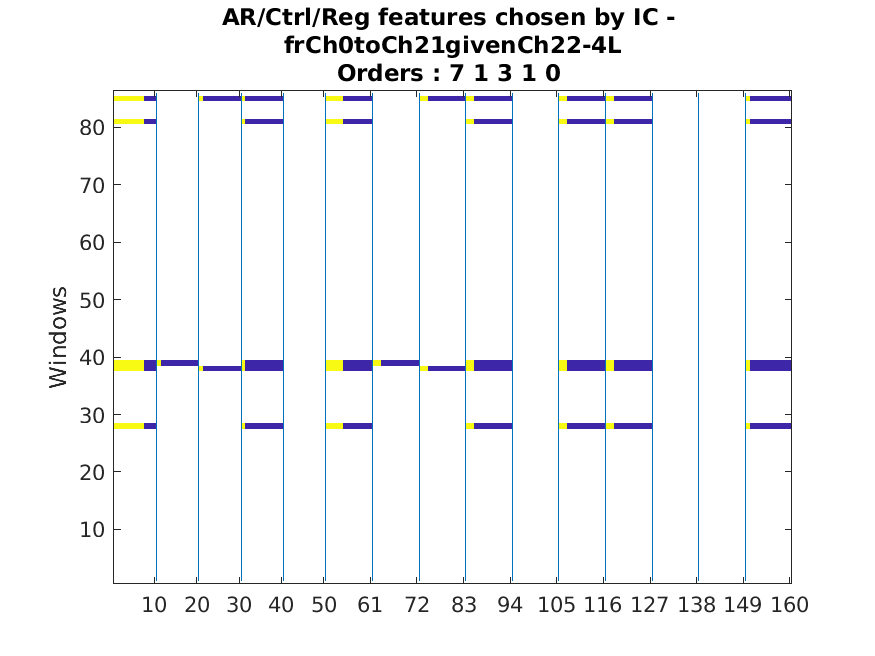 AR/Ctrl/Reg features chosen by IC -
frCh0toCh21givenCh22-4L
Orders : 7 1 3 1 0
Windows
80
70
60
50
40
30
20
10
10 20 30 40 50 61 72 83 94 105 116 127 138 149 160